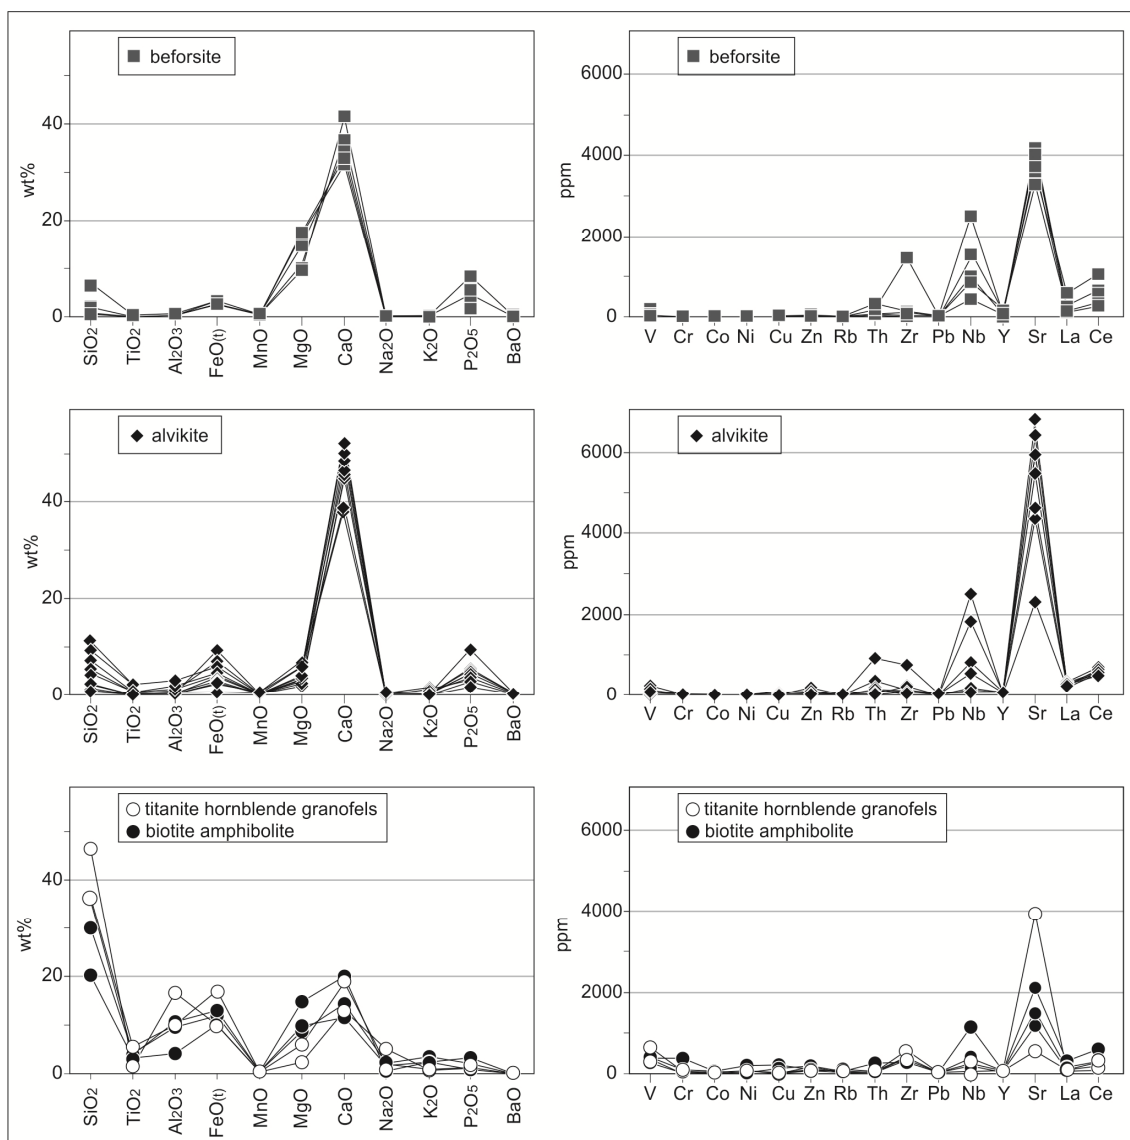 beforsite
wt%
40
20
0
SiO2
TiO2
Al2O3
FeO(t)
MnO
MgO
CaO
Na2O
K2O
P2O5
BaO
beforsite
ppm
6000
4000
2000
0
V Cr Co Ni Cu Zn Rb Th Zr Pb Nb Y Sr La Ce
alvikite
wt%
40
20
0
SiO2
TiO2
Al2O3
FeO(t)
MnO
MgO
CaO
Na2O
K2O
P2O5
BaO
alvikite
ppm
6000
4000
2000
0
V Cr Co Ni Cu Zn Rb Th Zr Pb Nb Y Sr La Ce
titanite hornblende granofels
biotite amphibolite
wt%
40
20
0
SiO2
TiO2
Al2O3
FeO(t)
MnO
MgO
CaO
Na2O
K2O
P2O5
BaO
titanite hornblende granofels
biotite amphibolite
ppm
6000
4000
2000
0
V Cr Co Ni Cu Zn Rb Th Zr Pb Nb Y Sr La Ce